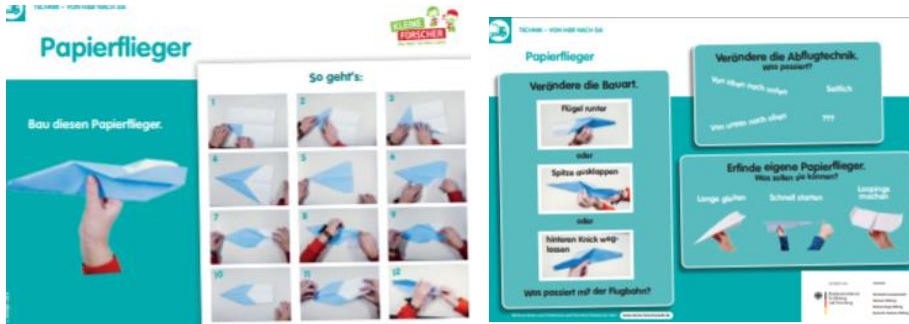 TECHNIK – VON HIER NACH DA
Papierflieger
KLEINE
FORSCHER
So geht's:
Bau diesen Papierflieger.
1
2
3
4
5
6
7
8
9
10
11
12
TECHNIK – VON HIER NACH DA
Papierflieger
Verändere die Bauart.
Flügel runter
oder
Spitze ausklappen
oder
hinteren Knick weg-
lassen
Was passiert mit der Flugbahn?
Verändere die Abflugtechnik.
Was passiert?
Von oben nach unten
Seitlich
Von unten nach oben
???
Erfinde eigene Papierflieger.
Was sollen sie können?
Lange gleiten
Schnell starten
Loopings
machen